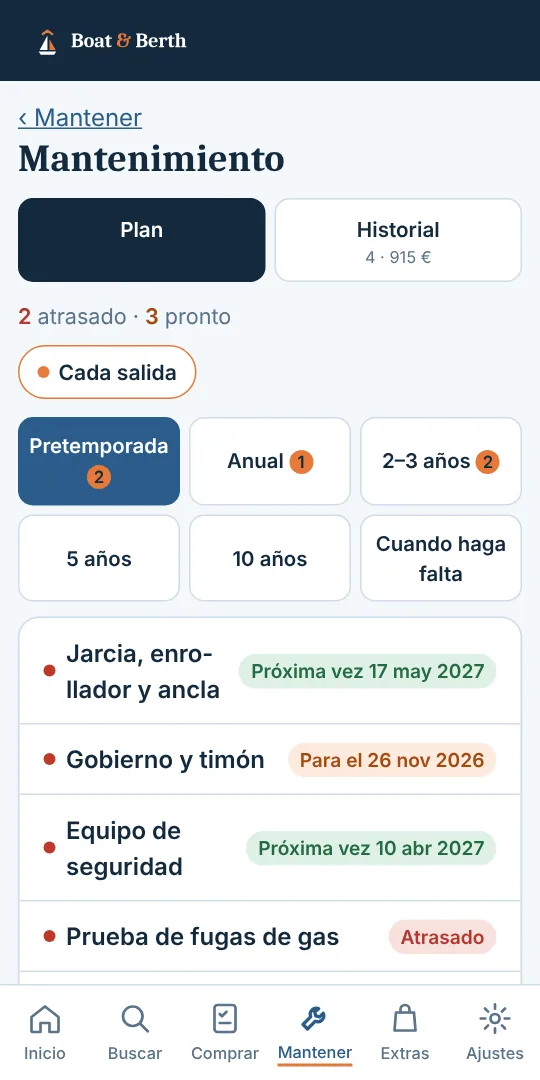 Boat & Berth
‹ Mantener
Mantenimiento
Plan
Historial
4 · 915 €
2 atrasado · 3 pronto
Cada salida
Pretemporada
2
Anual 1
2–3 años 2
5 años
10 años
Cuando haga
falta
Jarcia, enro-
llador y ancla
Próxima vez 17 may 2027
Gobierno y timón
Para el 26 nov 2026
Equipo de
seguridad
Próxima vez 10 abr 2027
Prueba de fugas de gas
Atrasado
Inicio
Buscar
Comprar
Mantener
Extras
Ajustes